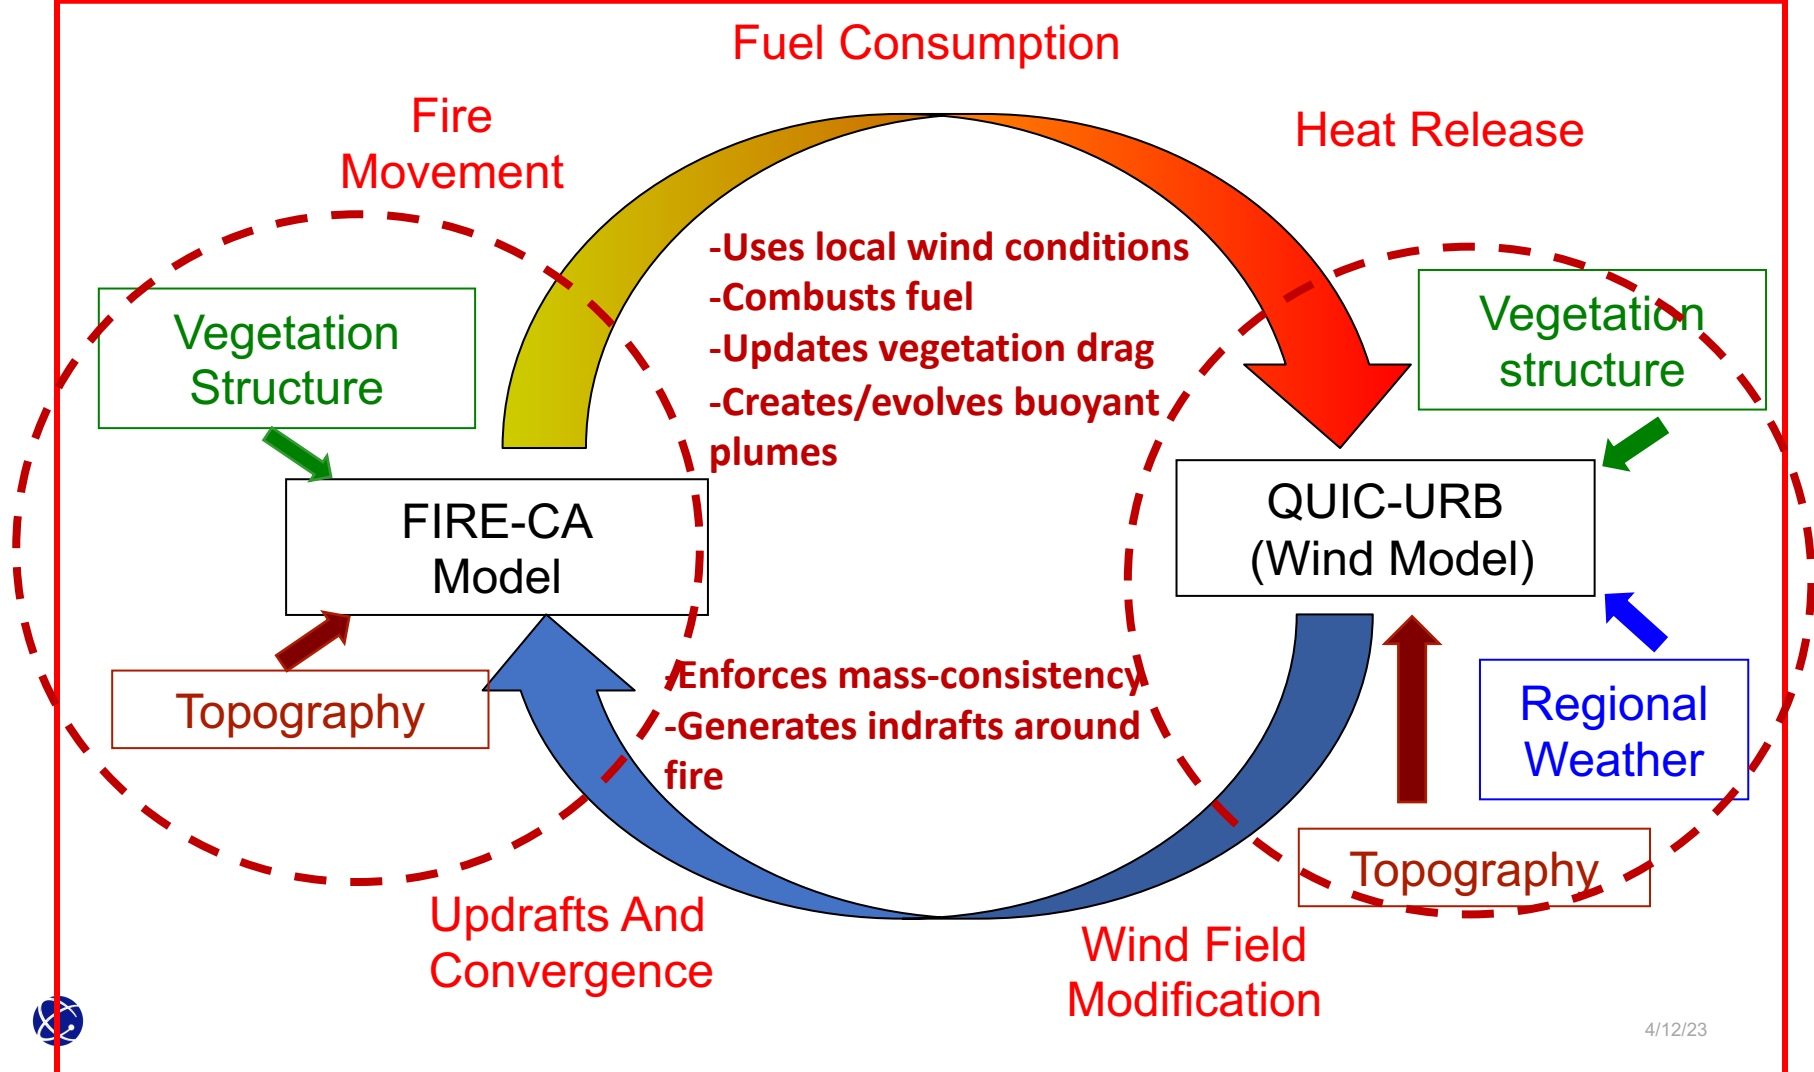 Fuel Consumption
Fire
Movement
Heat Release
-Uses local wind conditions
-Combusts fuel
-Updates vegetation drag
-Creates/evolves buoyant
plumes
Vegetation
Structure
Vegetation
structure
FIRE-CA
Model
QUIC-URB
(Wind Model)
Topography
-Enforces mass-consistency
-Generates indrafts around
fire
Regional
Weather
Topography
Updrafts And
Convergence
Wind Field
Modification
4/12/23